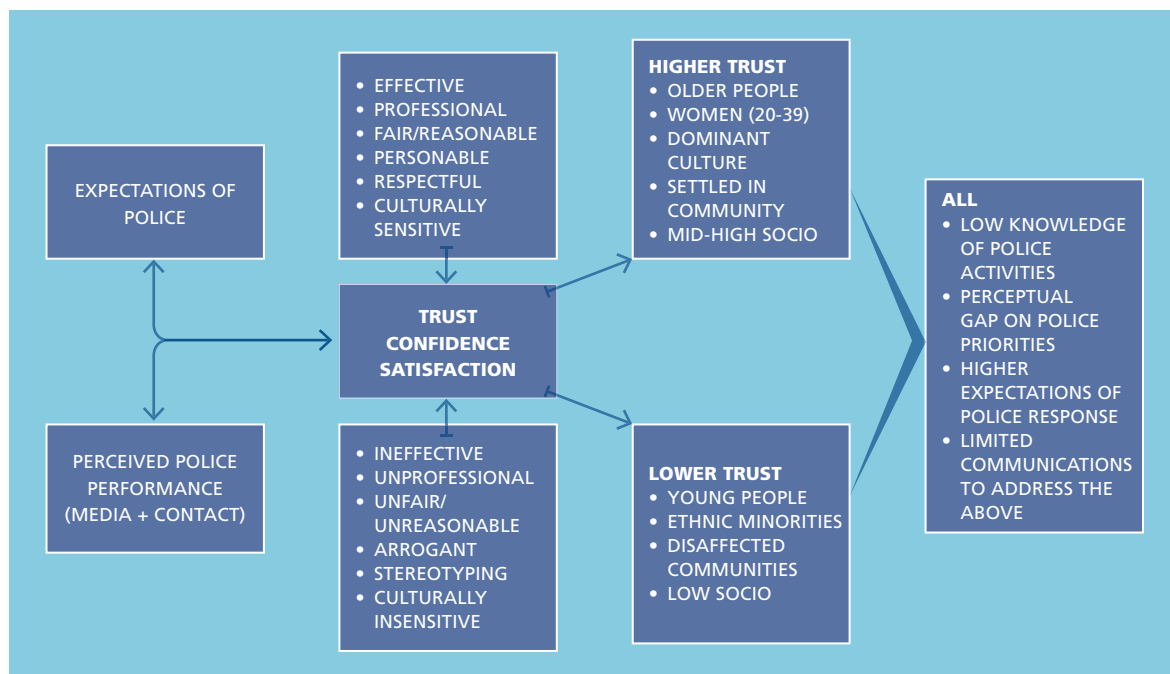 EXPECTATIONS OF
POLICE
PERCEIVED POLICE
PERFORMANCE
(MEDIA + CONTACT)
• EFFECTIVE
• PROFESSIONAL
• FAIR/REASONABLE
• PERSONABLE
• RESPECTFUL
• CULTURALLY
SENSITIVE
TRUST
CONFIDENCE
SATISFACTION
• INEFFECTIVE
• UNPROFESSIONAL
• UNFAIR/
UNREASONABLE
• ARROGANT
• STEREOTYPING
• CULTURALLY
INSENSITIVE
HIGHER TRUST
• OLDER PEOPLE
• WOMEN (20-39)
• DOMINANT
CULTURE
• SETTLED IN
COMMUNITY
• MID-HIGH SOCIO
LOWER TRUST
• YOUNG PEOPLE
• ETHNIC MINORITIES
• DISAFFECTED
COMMUNITIES
• LOW SOCIO
ALL
• LOW KNOWLEDGE
OF POLICE
ACTIVITIES
• PERCEPTUAL
GAP ON POLICE
PRIORITIES
• HIGHER
EXPECTATIONS OF
POLICE RESPONSE
• LIMITED
COMMUNICATIONS
TO ADDRESS THE
ABOVE